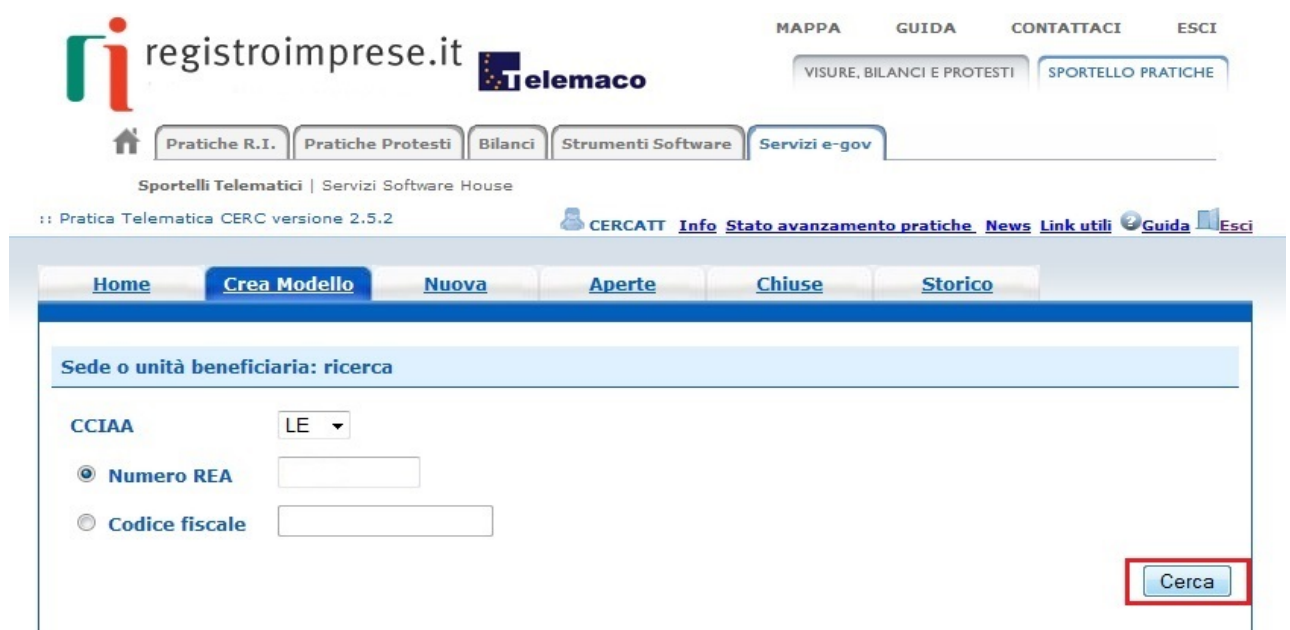 MAPPA GUIDA CONTATTACI ESCI
registroimprese.it Telemaco
VISURE, BILANCI E PROTESTI SPORTELLO PRATICHE
Pratiche R.I. Pratiche Protesti Bilanci Strumenti Software Servizi e-gov
Sportelli Telematici | Servizi Software House
:: Pratica Telematica CERC versione 2.5.2 CERCATT Info Stato avanzamento pratiche News Link utili Guida Esci
Home Crea Modello Nuova Aperte Chiuse Storico
Sede o unità beneficiaria: ricerca
CCIAA LE
Numero REA
Codice fiscale
Cerca